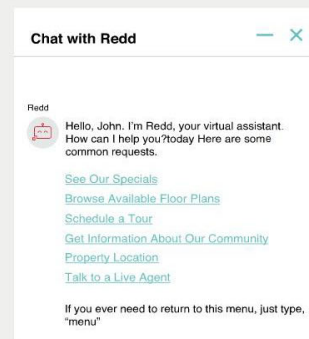 Chat with Redd
Redd
Hello, John. I'm Redd, your virtual assistant.
How can I help you?today Here are some
common requests.
See Our Specials
Browse Available Floor Plans
Schedule a Tour
Get Information About Our Community
Property Location
Talk to a Live Agent
If you ever need to return to this menu, just type,
“menu”